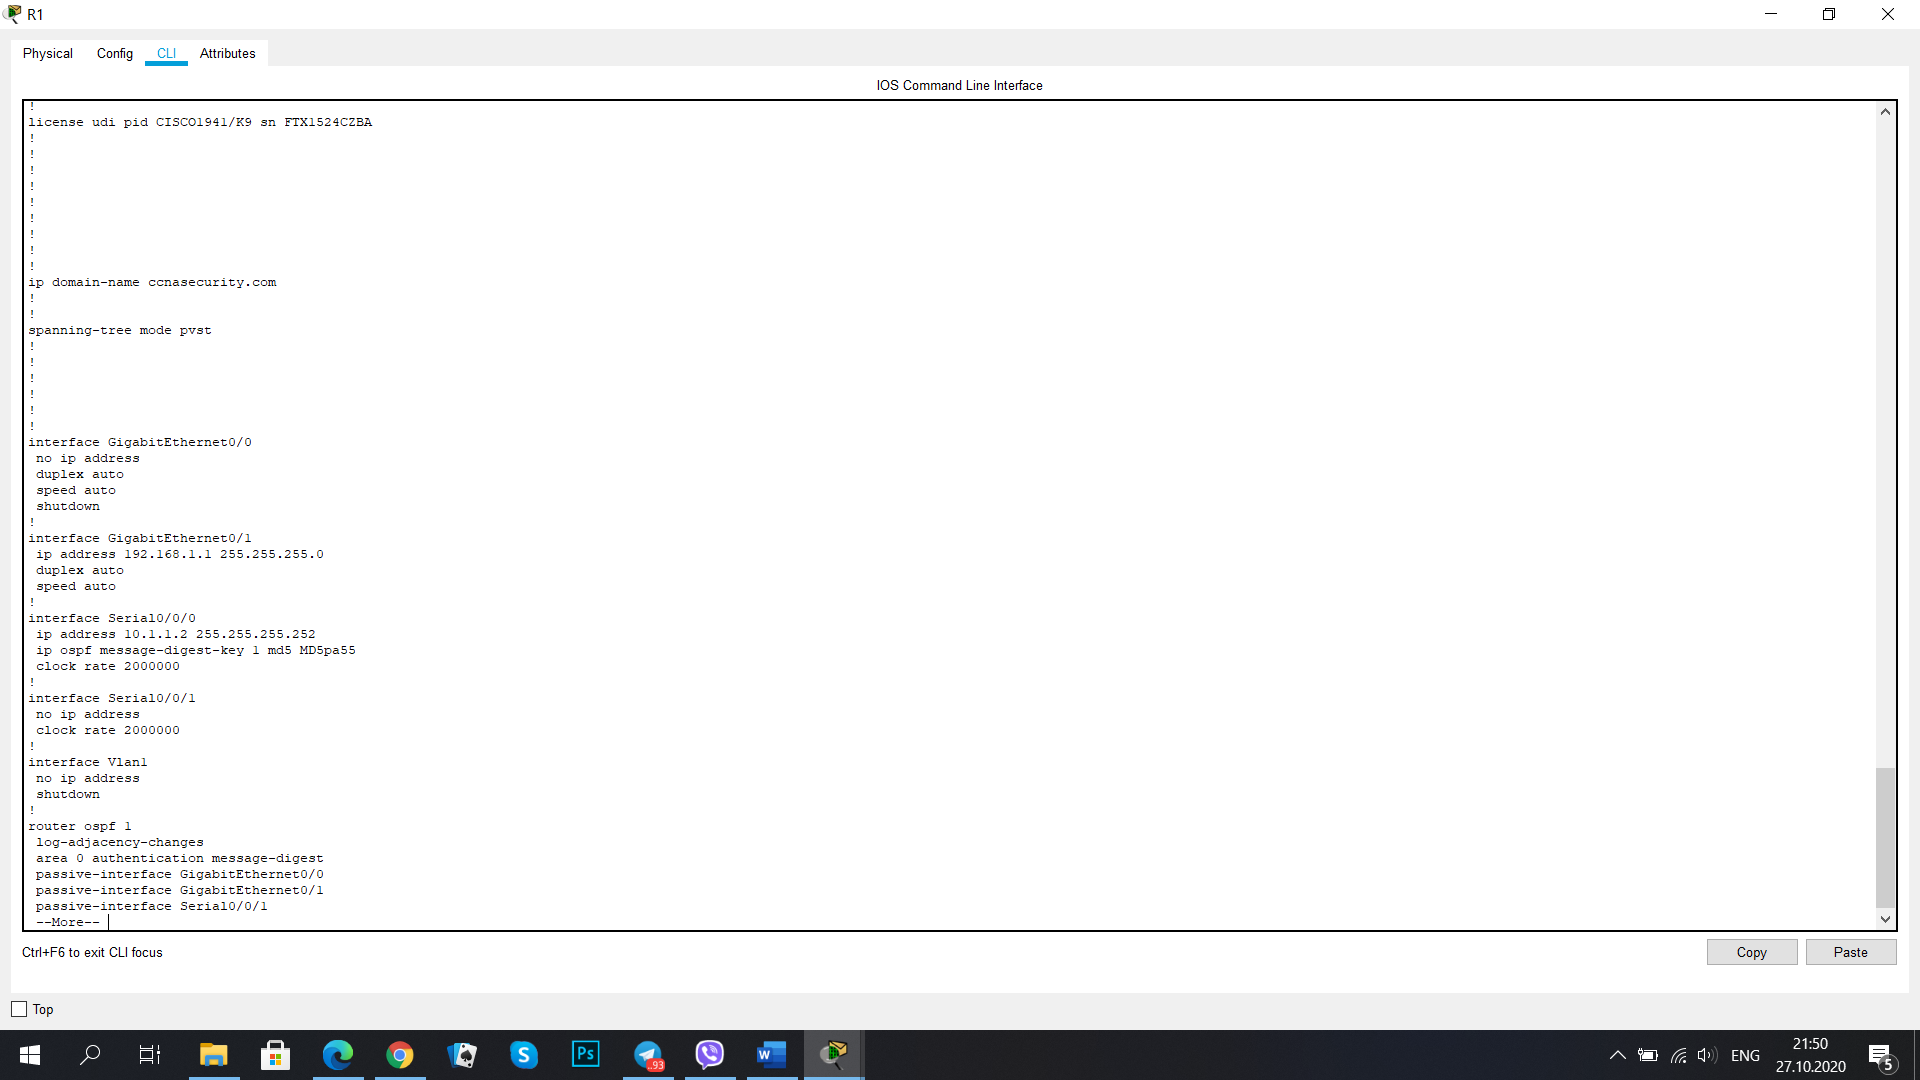 R1
Physical Config CLI Attributes
IOS Command Line Interface
!
license udi pid CISCO1941/K9 sn FTX1524CZBA
!
!
!
!
!
!
!
!
!
ip domain-name ccnasecurity.com
!
!
spanning-tree mode pvst
!
!
!
!
!
!
interface GigabitEthernet0/0
no ip address
duplex auto
speed auto
shutdown
!
interface GigabitEthernet0/1
ip address 192.168.1.1 255.255.255.0
duplex auto
speed auto
!
interface Serial0/0/0
ip address 10.1.1.2 255.255.255.252
ip ospf message-digest-key 1 md5 MD5pa55
clock rate 2000000
!
interface Serial0/0/1
no ip address
clock rate 2000000
!
interface Vlan1
no ip address
shutdown
!
router ospf 1
log-adjacency-changes
area 0 authentication message-digest
passive-interface GigabitEthernet0/0
passive-interface GigabitEthernet0/1
passive-interface Serial0/0/1
--More--
Ctrl+F6 to exit CLI focus
Copy Paste
Top
S
Ps
..93
W
ENG
21:50
27.10.2020
5